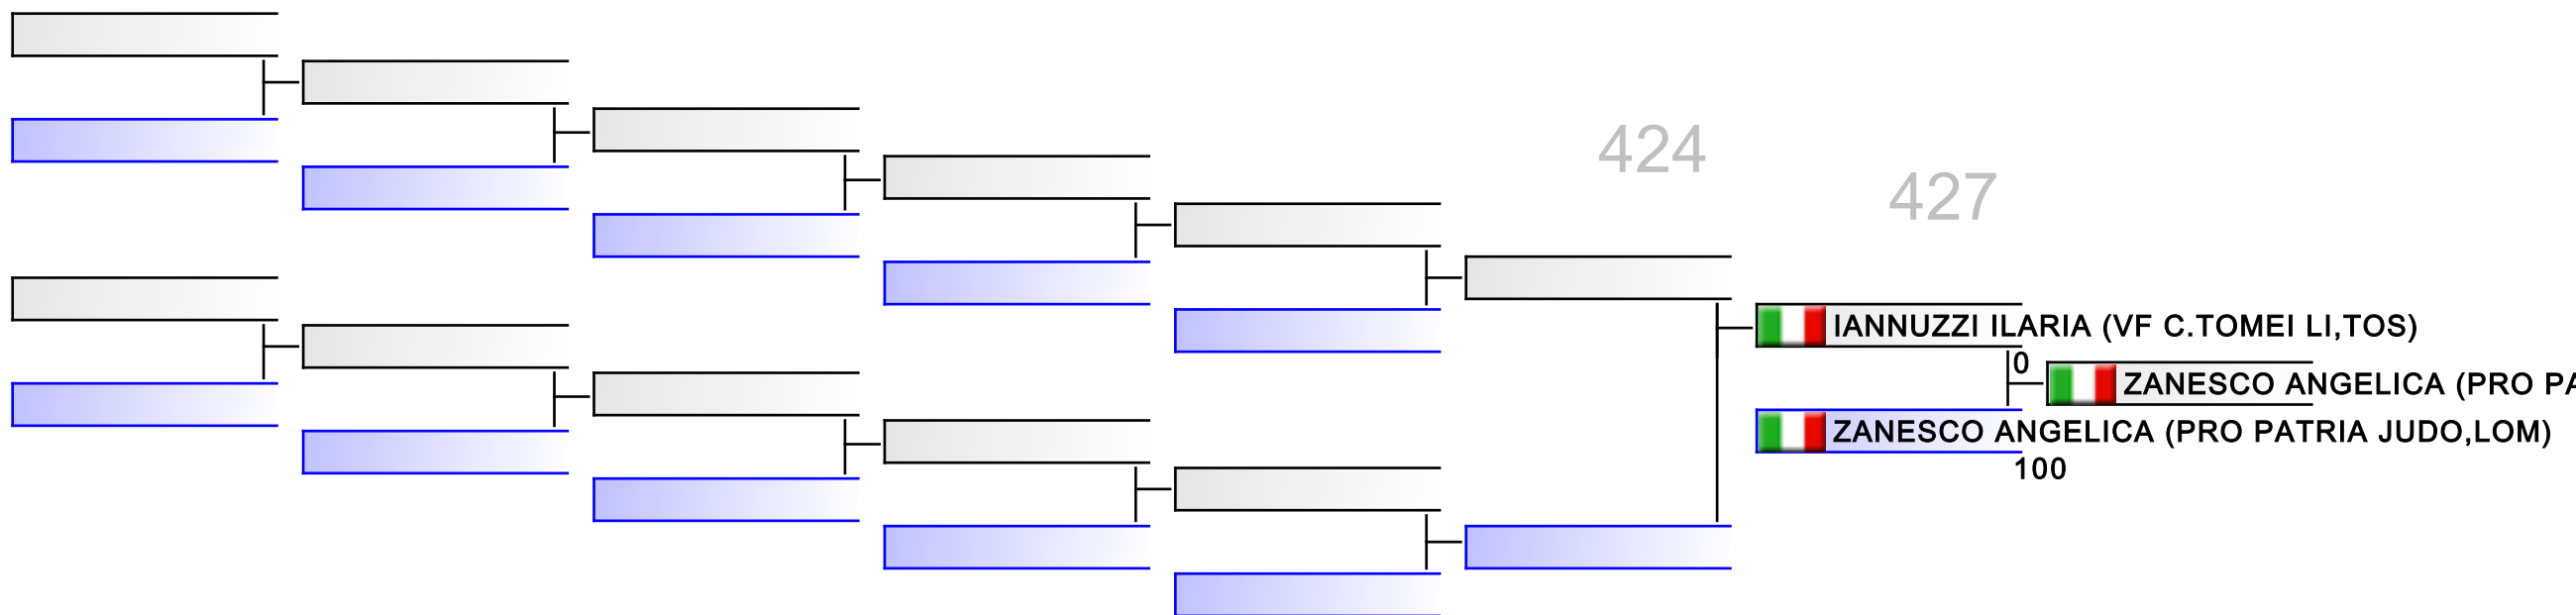 424
427
IANNUZZI ILARIA (VF C.TOMEI LI,TOS)
0
ZANESCO ANGELICA (PRO PA
ZANESCO ANGELICA (PRO PATRIA JUDO,LOM)
100